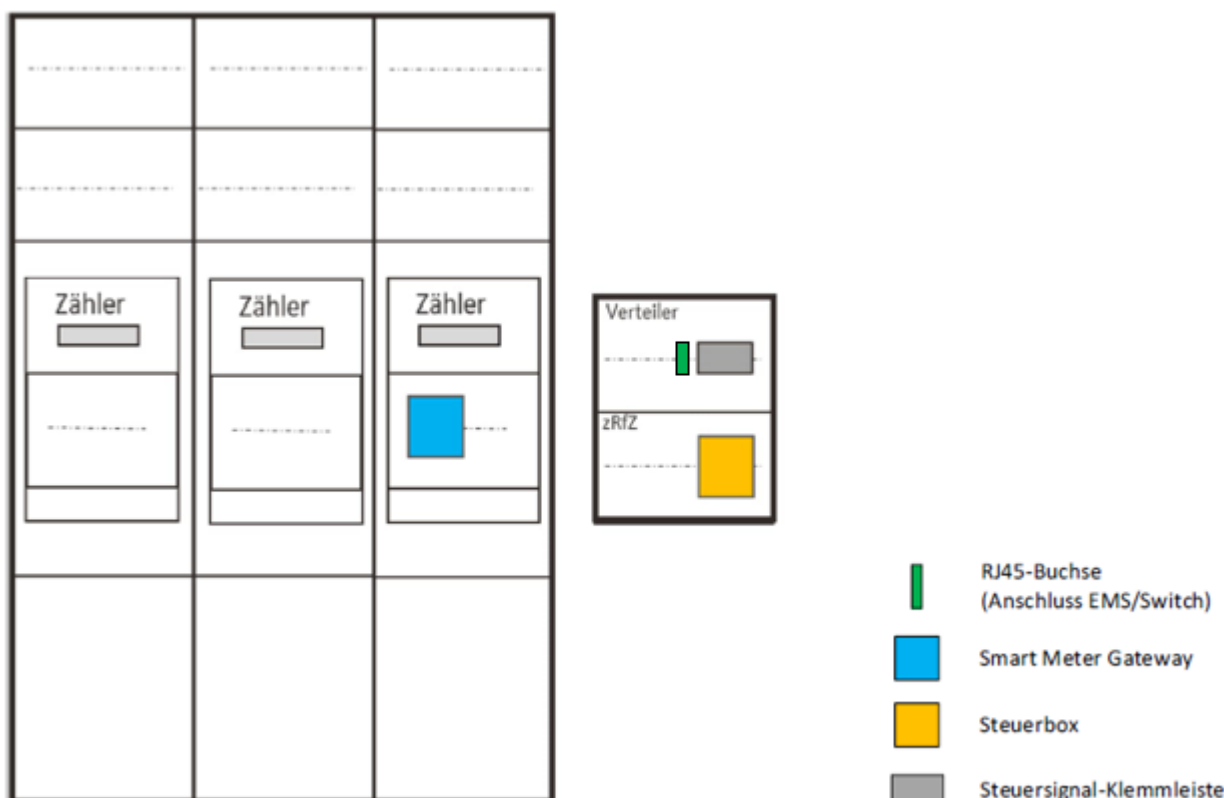 Zähler
Zähler
Zähler
Verteiler
zRfZ
RJ45-Buchse
(Anschluss EMS/Switch)
Smart Meter Gateway
Steuerbox
Steuersignal-Klemmleiste